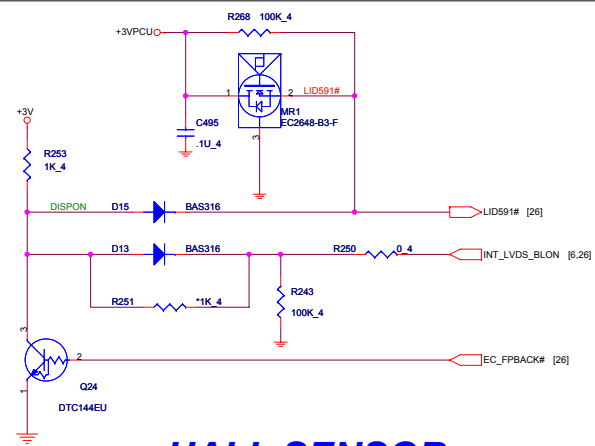 R268 100K_4
+3VPCU
1
2
LID591#
MR1
EC2648-B3-F
3
C495
.1U_4
+3V
R253
1K_4
DISPON
D15
BAS316
LID591# [26]
D13
BAS316
R250
0_4
INT_LVDS_BLON [6,26]
R251
*1K_4
R243
100K_4
3
2
EC_FPBACK# [26]
1
Q24
DTC144EU
HALL SENSOR